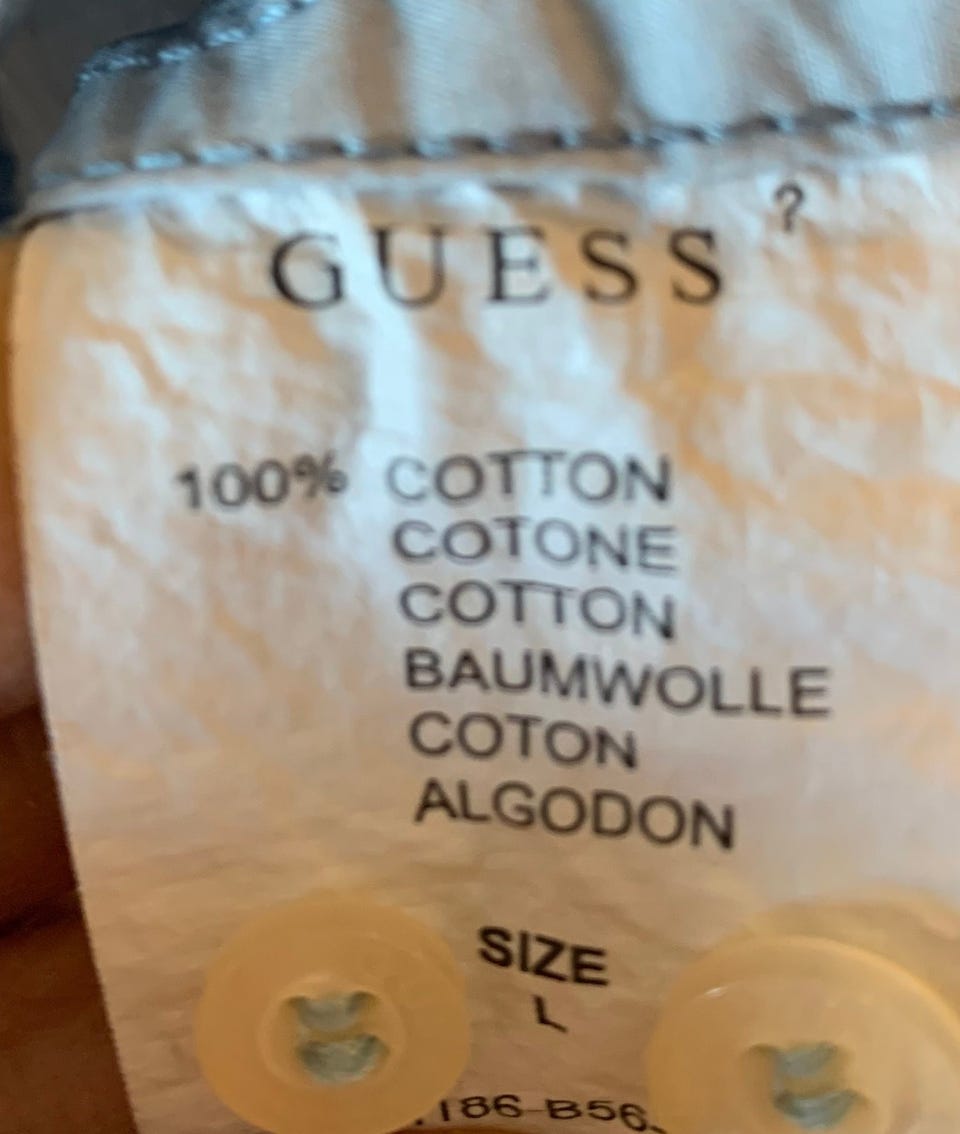 GUESS ?
100% COTTON
COTONE
COTTON
BAUMWOLLE
COTON
ALGODON
SIZE
L